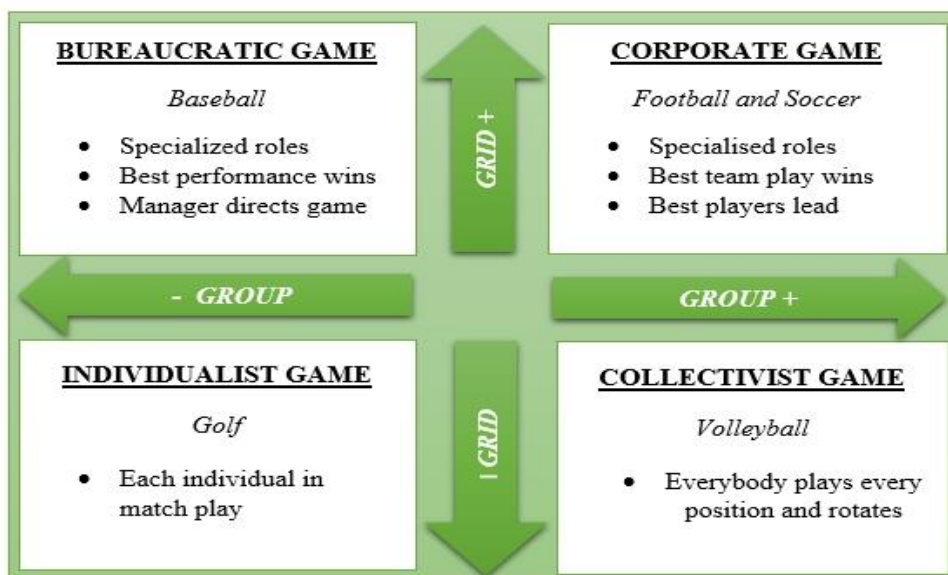 BUREAUCRATIC GAME
Baseball
• Specialized roles
• Best performance wins
• Manager directs game
GRID +
CORPORATE GAME
Football and Soccer
• Specialised roles
• Best team play wins
• Best players lead
- GROUP
GROUP +
INDIVIDUALIST GAME
Golf
• Each individual in
match play
- GRID
COLLECTIVIST GAME
Volleyball
• Everybody plays every
position and rotates